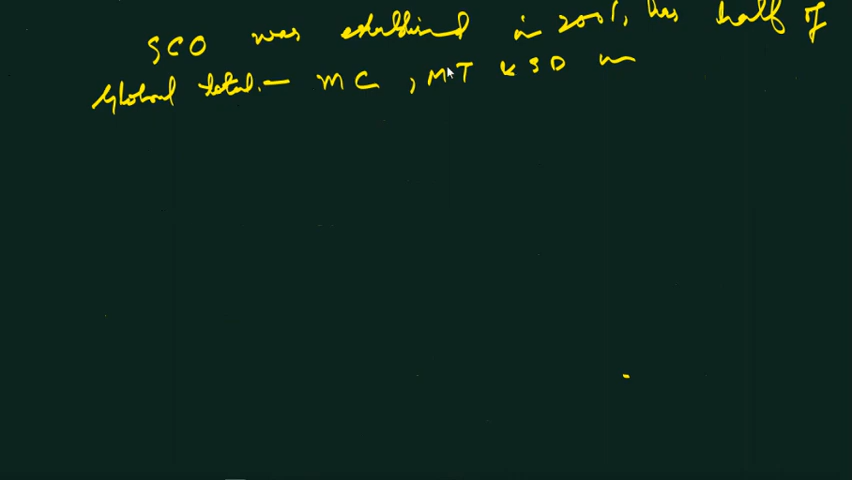 SCO was established in 2001, has half of
Global total. - MC, MT & SD